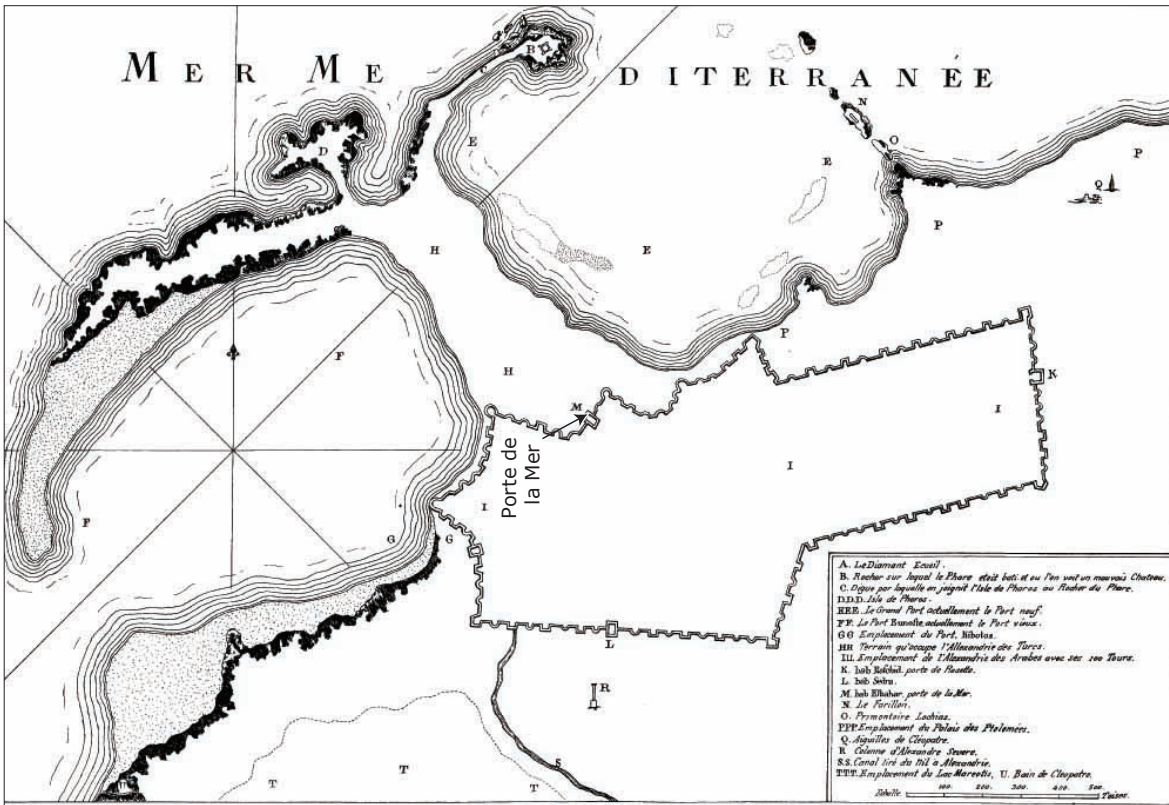 MER MEDITERRANÉE
A
B
C
D
E
E
E
N
O
P
Q
P
H
F
H
P
M
K
Porte de
la Mer
I
I
I
F
G
G
L
R
S
T
T
T
U
A. Le Diamant Ecueil.
B. Rocher sur laquel le Phare etoit bati et ou l'on voit un mauvais Chateau.
C. Digue par laquelle on joignit l'Isle de Pharos au Rocher du Phare.
D.D.D. Isle de Pharos.
EEE. Le Grand Port actuellement le Port neuf.
FF. Le Port Eunoste, actuellement le Port vieux.
GG Emplacement du Port, Kibotos.
HH Terrain qu'occupe l'Allexandrie des Turcs.
III. Emplacement de l'Alexandrie des Arabes avec ses 100 Tours.
K. bab Raschid, porte de Rosette.
L. bab Sedra.
M. bab Elbahar, porte de la Mer.
N. Le Farillon.
O. Promontoire Lochias.
PPP. Emplacement du Palais des Ptolemées.
Q. Aiguilles de Cléopatre.
R Colonne d'Alexandre Severe.
S.S. Canal tiré du Nil a Alexandrie.
TTT. Emplacement du Lac Mareotis, U. Bain de Cleopatre.
Echelle. 100. 200. 300. 400. 500. Toises.